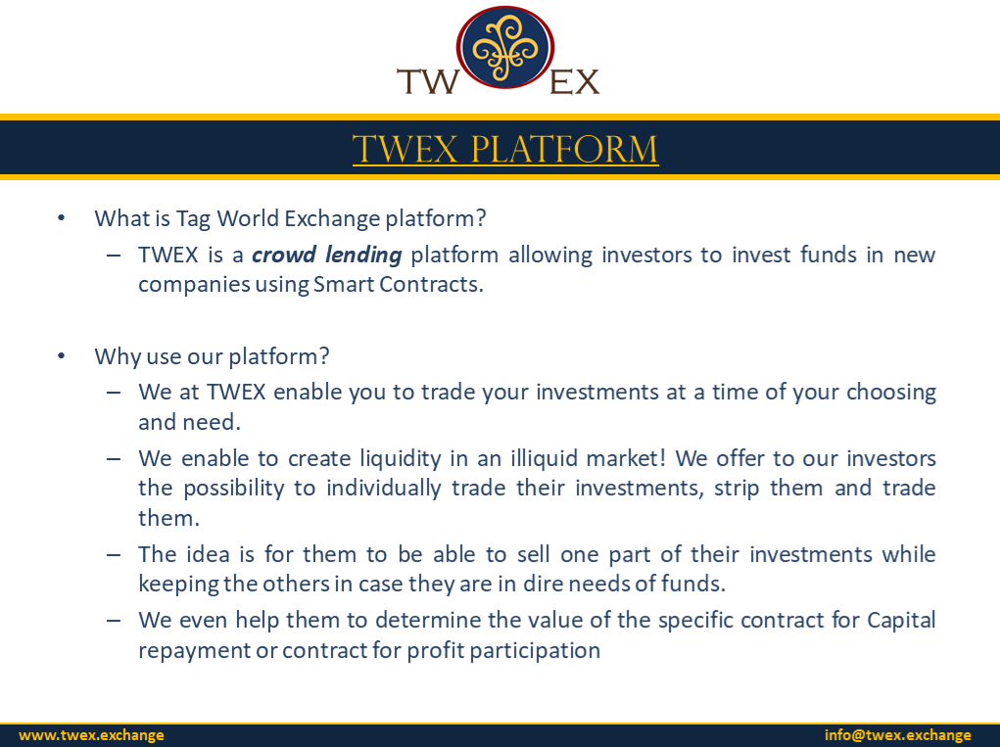 TW EX
TWEX PLATFORM
• What is Tag World Exchange platform?
– TWEX is a crowd lending platform allowing investors to invest funds in new
companies using Smart Contracts.
• Why use our platform?
– We at TWEX enable you to trade your investments at a time of your choosing
and need.
– We enable to create liquidity in an illiquid market! We offer to our investors
the possibility to individually trade their investments, strip them and trade
them.
– The idea is for them to be able to sell one part of their investments while
keeping the others in case they are in dire needs of funds.
– We even help them to determine the value of the specific contract for Capital
repayment or contract for profit participation
www.twex.exchange info@twex.exchange